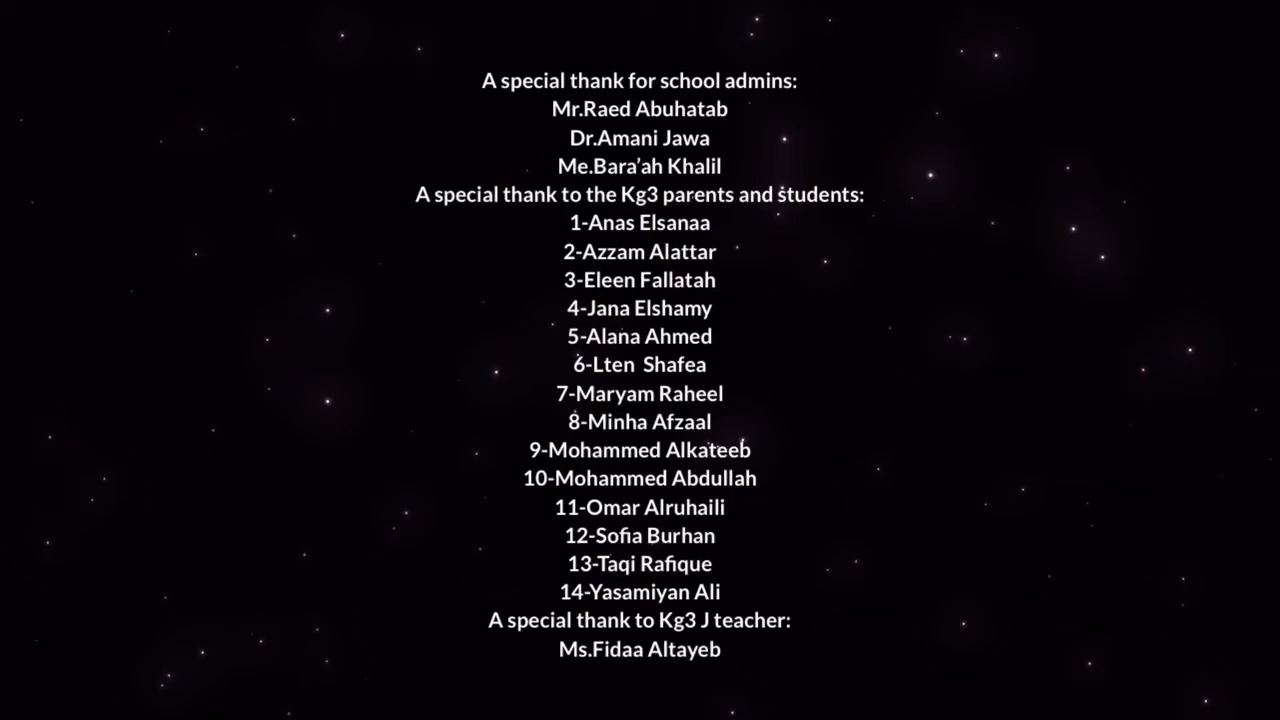 A special thank for school admins:
Mr.Raed Abuhatab
Dr.Amani Jawa
Me.Bara’ah Khalil
A special thank to the Kg3 parents and students:
1-Anas Elsanaa
2-Azzam Alattar
3-Eleen Fallatah
4-Jana Elshamy
5-Alana Ahmed
6-Lten  Shafea
7-Maryam Raheel
8-Minha Afzaal
9-Mohammed Alkateeb
10-Mohammed Abdullah
11-Omar Alruhaili
12-Sofia Burhan
13-Taqi Rafique
14-Yasamiyan Ali
A special thank to Kg3 J teacher:
Ms.Fidaa Altayeb